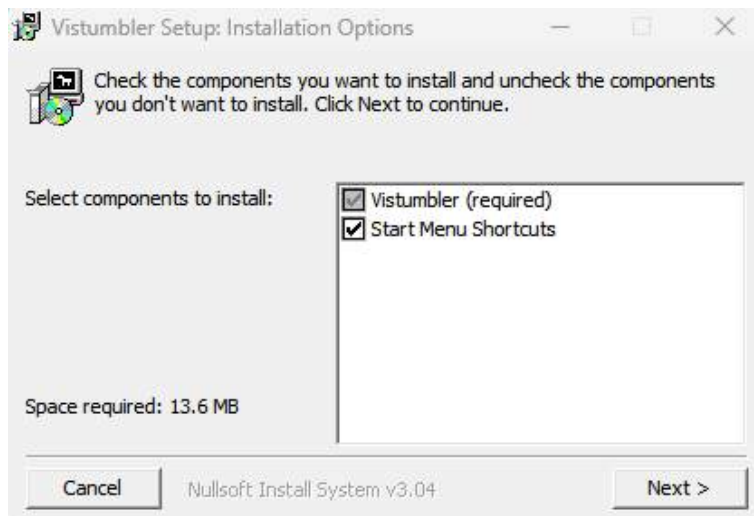 Vistumbler Setup: Installation Options
Check the components you want to install and uncheck the components
you don't want to install. Click Next to continue.
Select components to install:
Vistumbler (required)
Start Menu Shortcuts
Space required: 13.6 MB
Cancel
Nullsoft Install System v3.04
Next >